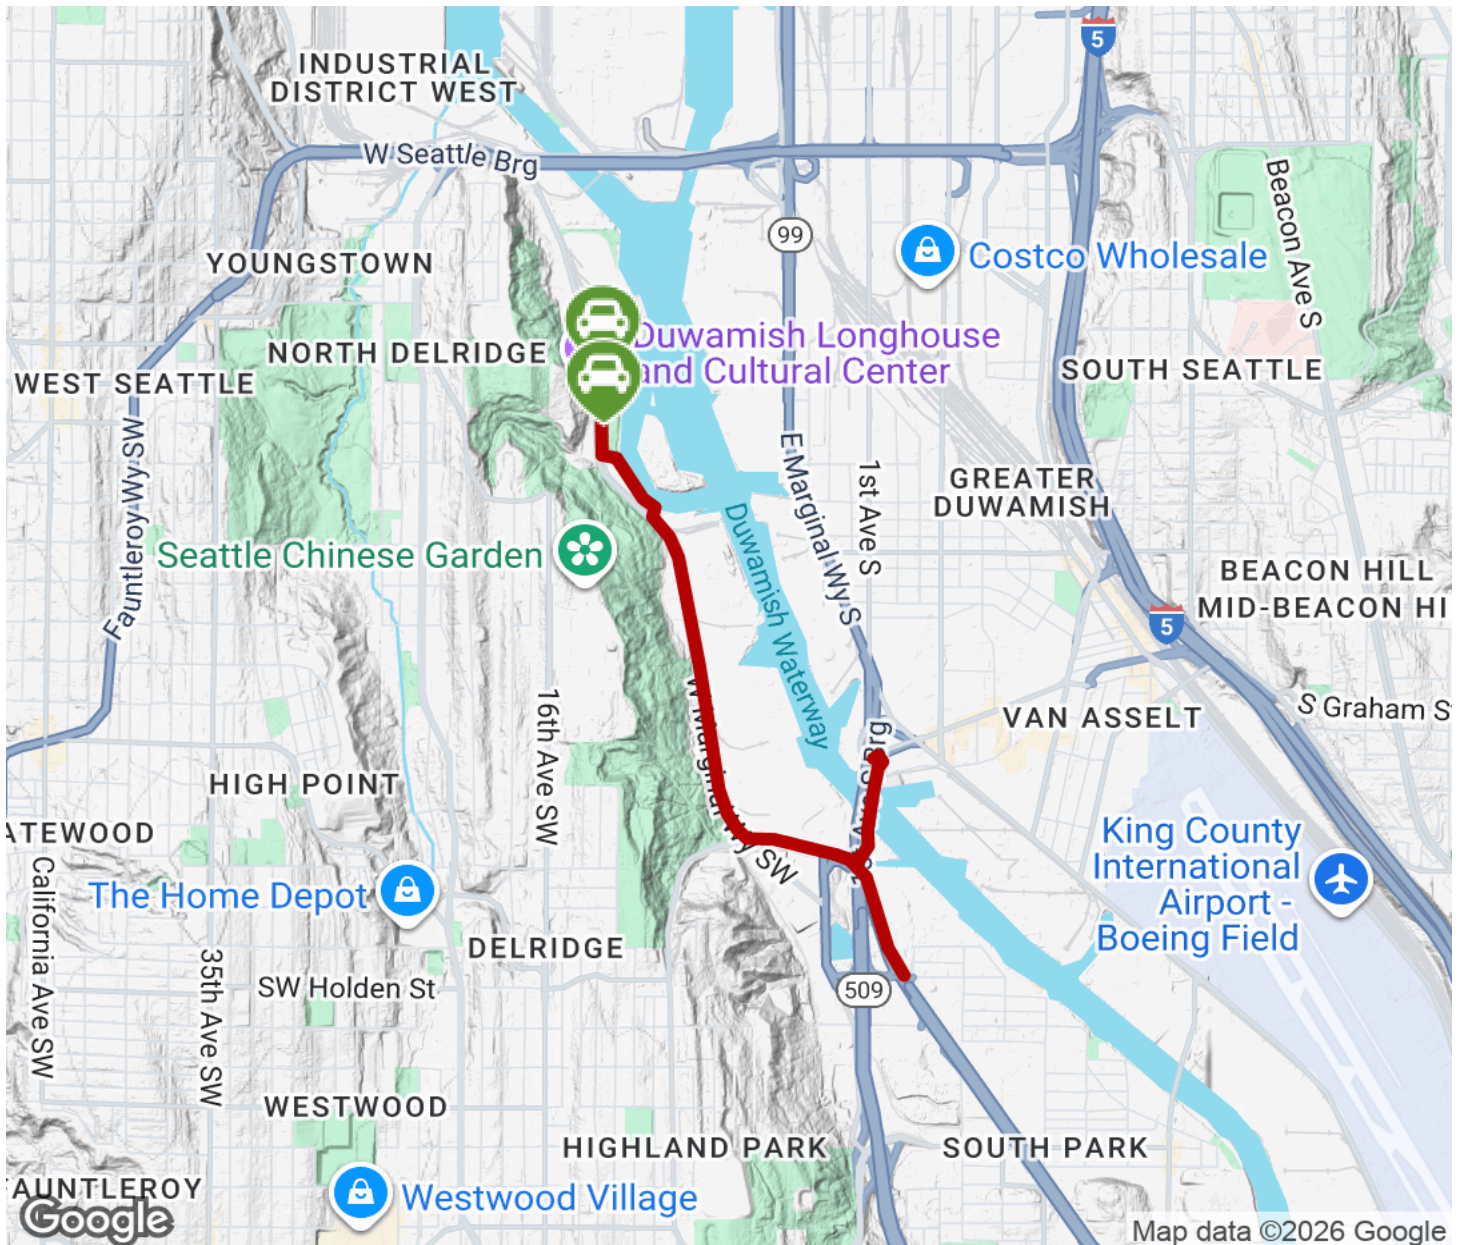 INDUSTRIAL
DISTRICT WEST
5
W Seattle Brg
Beacon Ave S
99
Costco Wholesale
YOUNGSTOWN
Duwamish Longhouse
and Cultural Center
NORTH DELRIDGE
WEST SEATTLE
SOUTH SEATTLE
Fauntleroy Wy SW
E Marginal Wy S
1st Ave S
GREATER
DUWAMISH
Duwamish Waterway
Seattle Chinese Garden
BEACON HILL
MID-BEACON HI
5
16th Ave SW
W Marginal Wy SW
S Graham S
VAN ASSELT
HIGH POINT
ATEWOOD
King County
International
Airport -
Boeing Field
The Home Depot
California Ave SW
35th Ave SW
DELRIDGE
SW Holden St
509
WESTWOOD
HIGHLAND PARK
SOUTH PARK
AUNTLEROY
Westwood Village
Google
Map data ©2026 Google